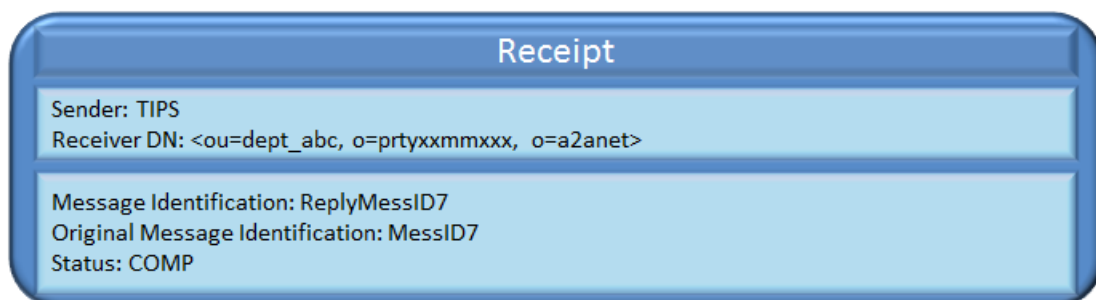 Receipt
Sender: TIPS
Receiver DN: <ou=dept_abc, o=prtyxxmmxxx, o=a2anet>
Message Identification: ReplyMessID7
Original Message Identification: MessID7
Status: COMP